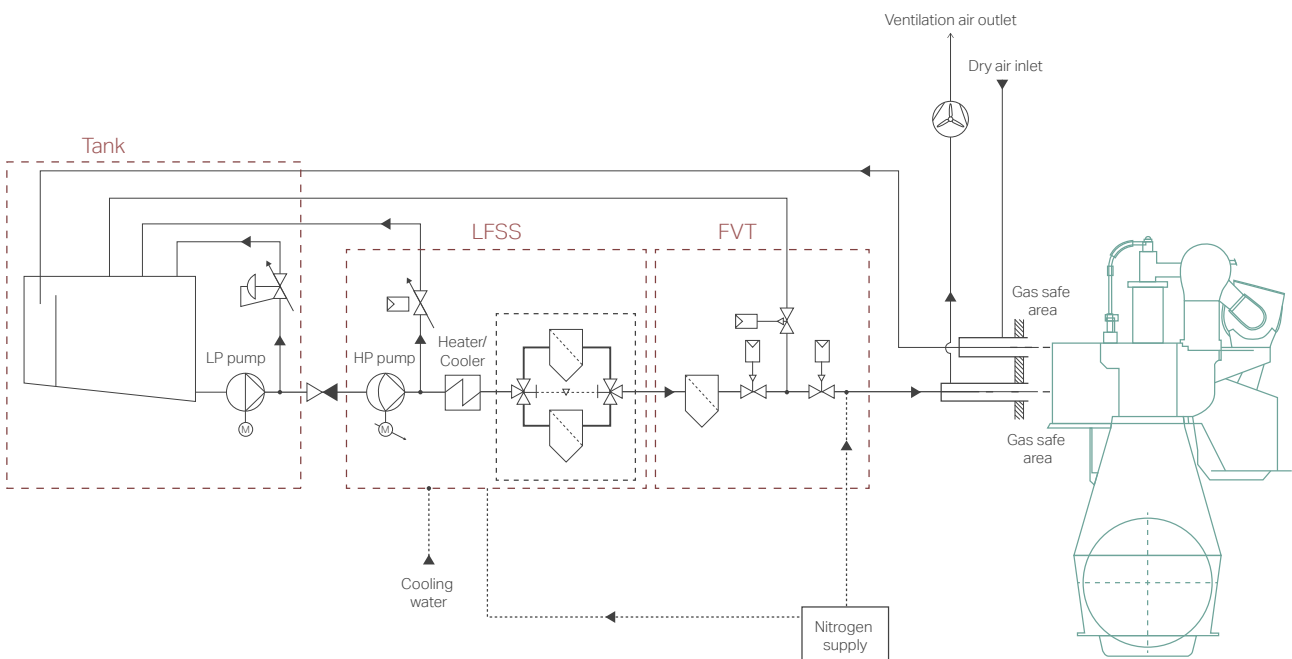 Ventilation air outlet
Dry air inlet
Tank
LFSS
FVT
Gas safe
area
LP pump
HP pump
Heater/
Cooler
M
M
Gas safe
area
Cooling
water
Nitrogen
supply